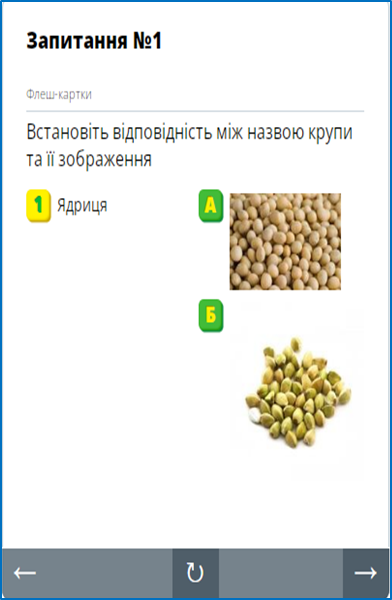 Запитання №1
Флеш-картки
Встановіть відповідність між назвою крупи
та її зображення
1 Ядриця
А
Б